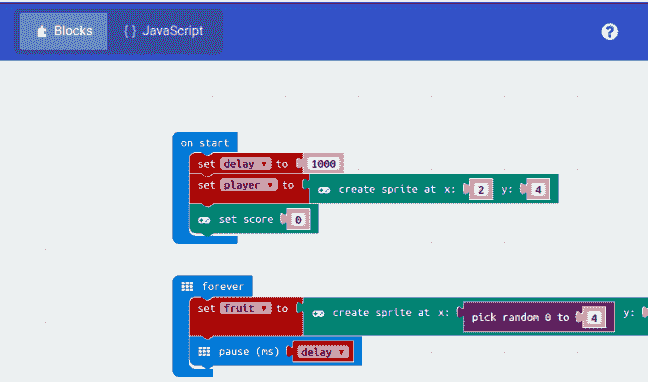 Blocks {} JavaScript ?
on start
set delay ▾ to 1000
set player ▾ to create sprite at x: 2 y: 4
set score 0
forever
set fruit ▾ to create sprite at x: pick random 0 to 4 y:
pause (ms) delay ▾